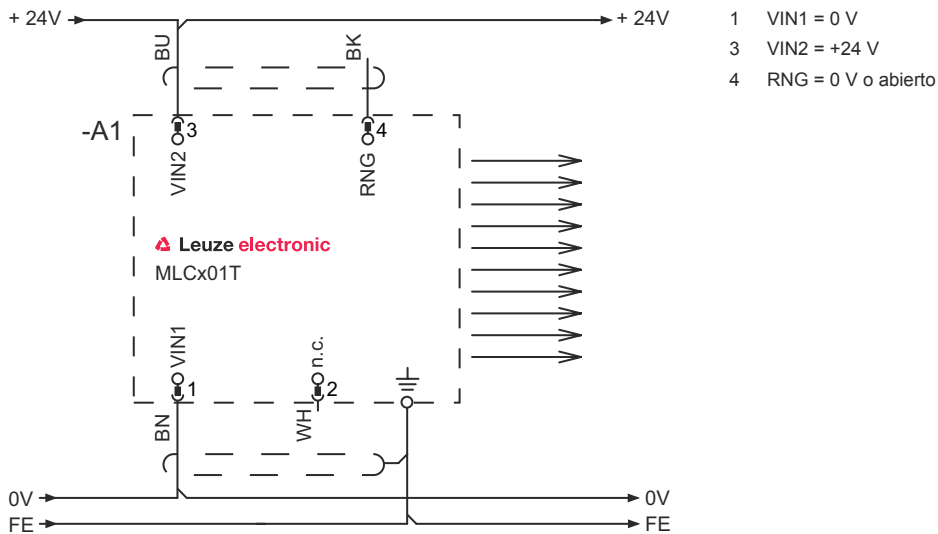 + 24V
+ 24V
1 VIN1 = 0 V
3 VIN2 = +24 V
4 RNG = 0 V o abierto
BU
BK
-A1
3
4
VIN2
RNG
Leuze electronic
MLCx01T
VIN1
n.c.
1
2
BN
WH
0V
0V
FE
FE